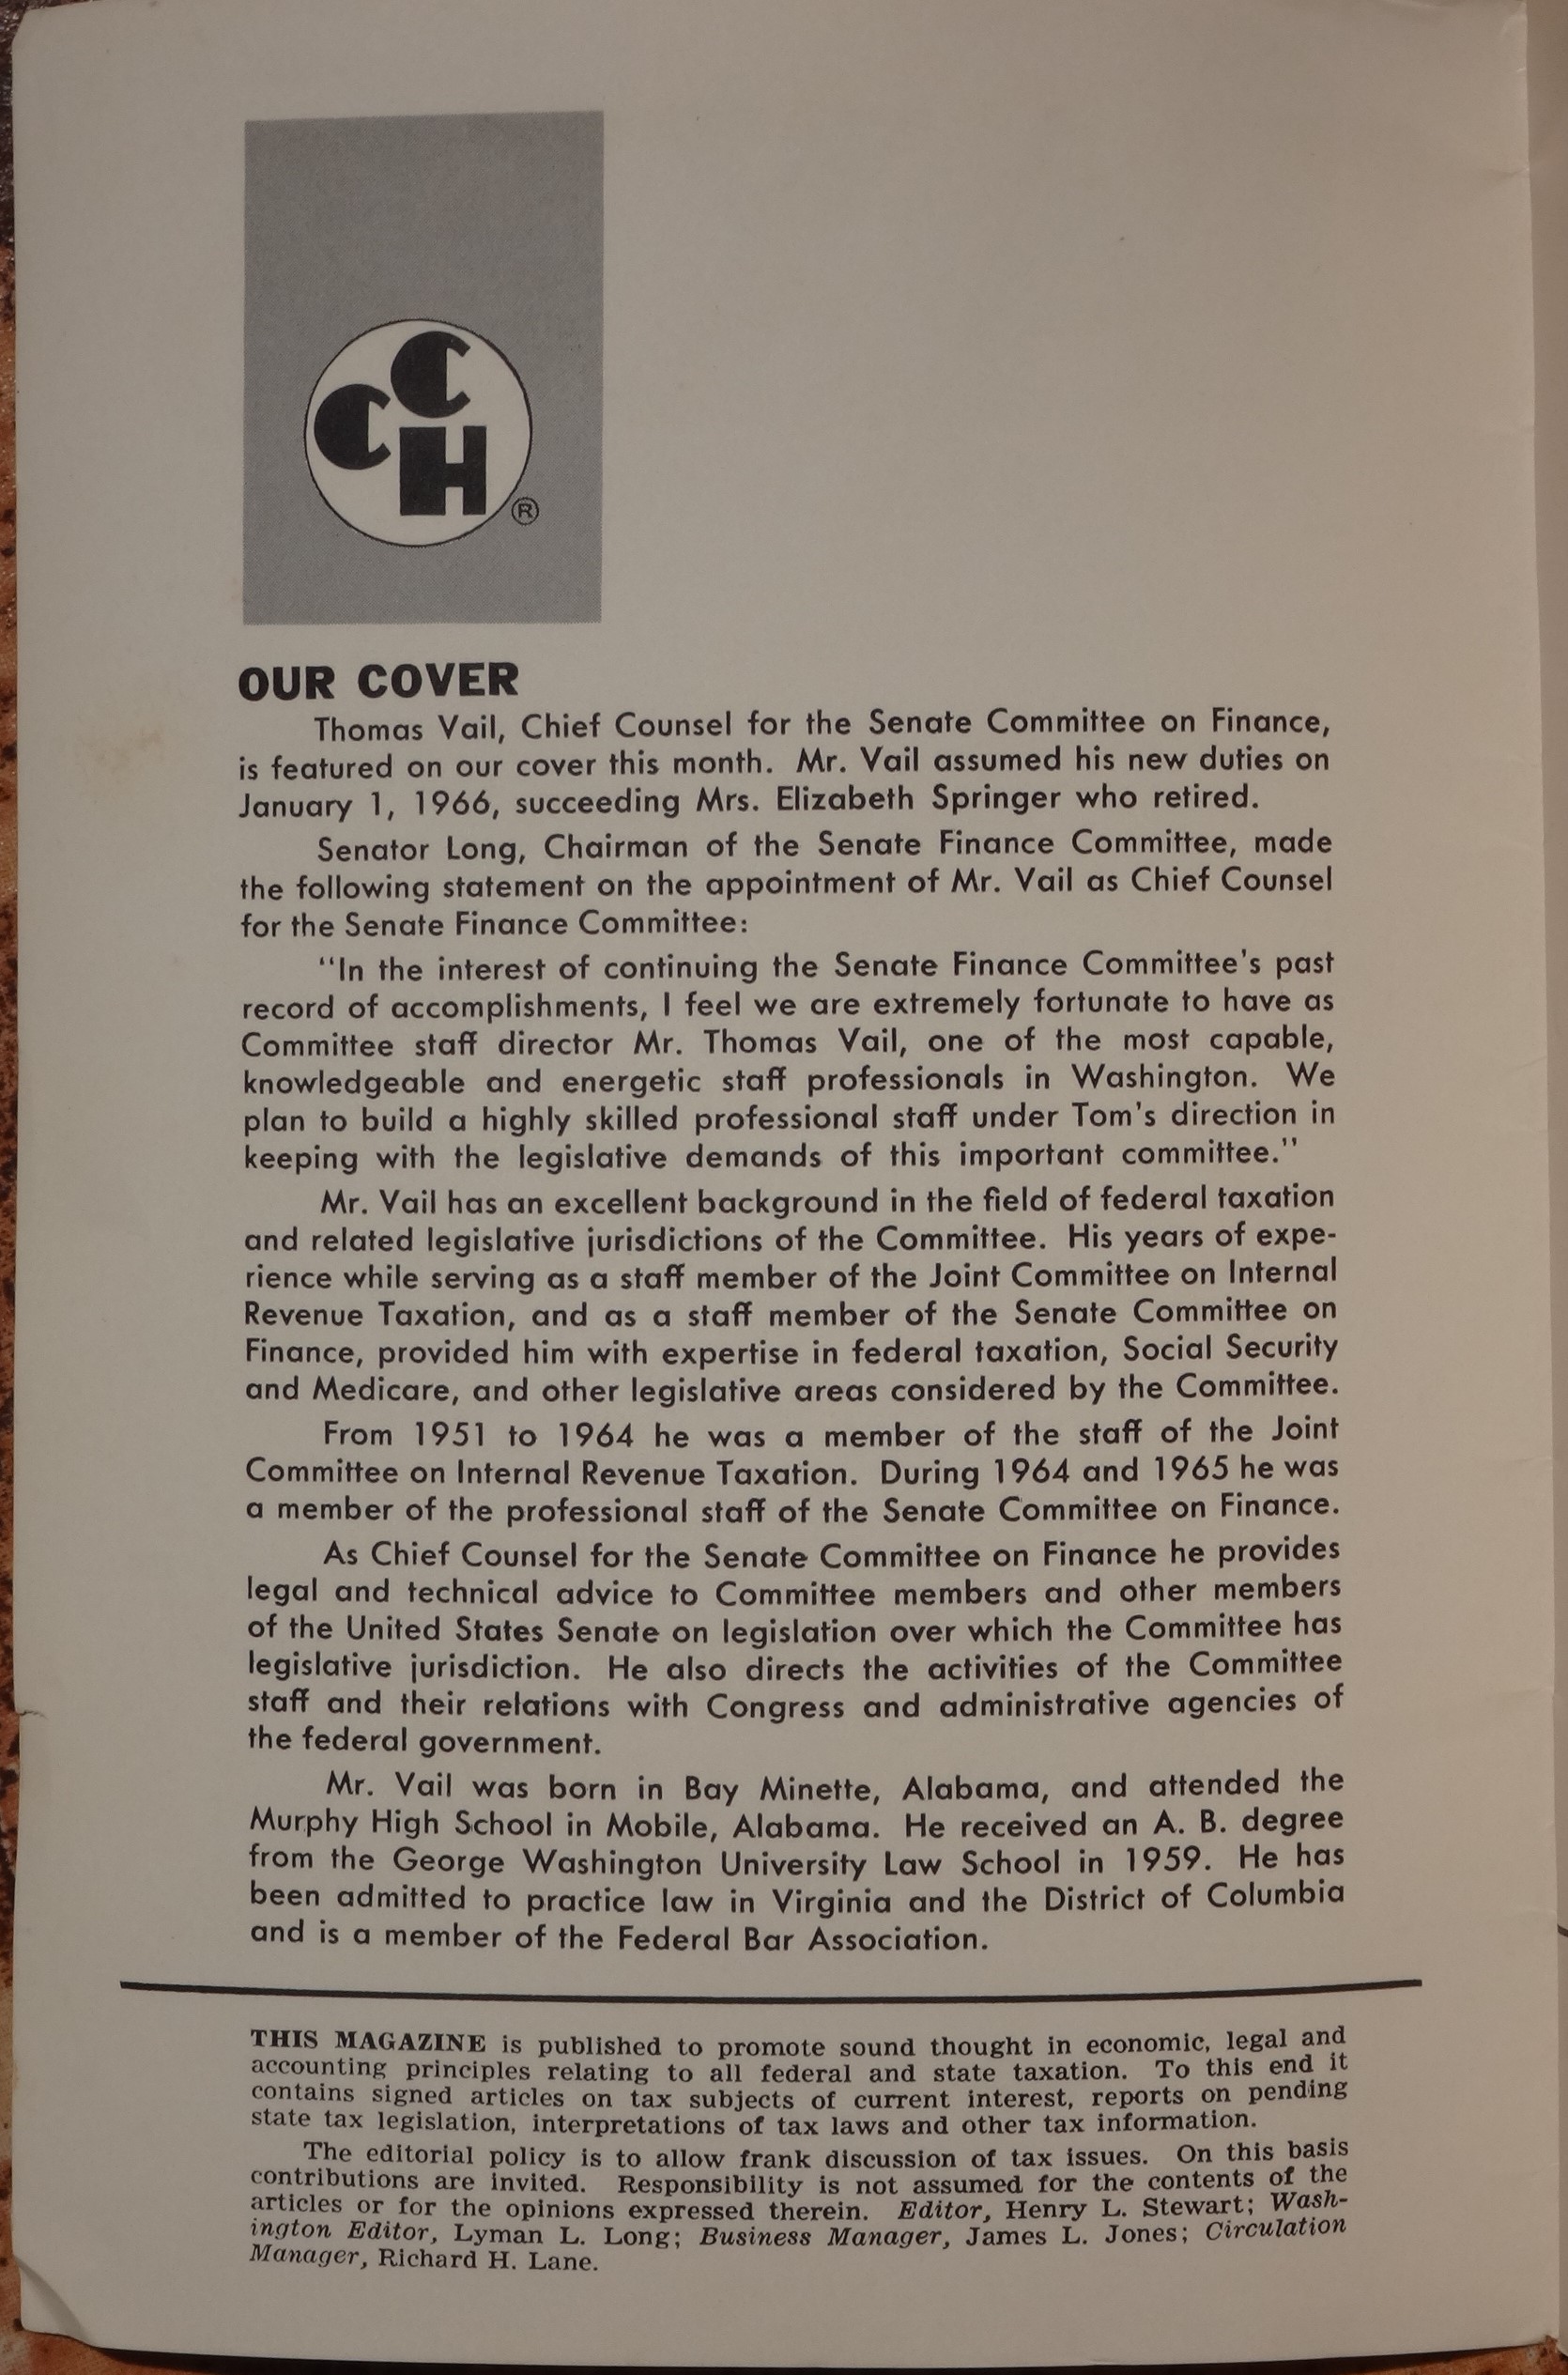 C
C
H
®
OUR COVER
Thomas Vail, Chief Counsel for the Senate Committee on Finance,
is featured on our cover this month. Mr. Vail assumed his new duties on
January 1, 1966, succeeding Mrs. Elizabeth Springer who retired.
Senator Long, Chairman of the Senate Finance Committee, made
the following statement on the appointment of Mr. Vail as Chief Counsel
for the Senate Finance Committee:
“In the interest of continuing the Senate Finance Committee's past
record of accomplishments, I feel we are extremely fortunate to have as
Committee staff director Mr. Thomas Vail, one of the most capable,
knowledgeable and energetic staff professionals in Washington. We
plan to build a highly skilled professional staff under Tom's direction in
keeping with the legislative demands of this important committee.”
Mr. Vail has an excellent background in the field of federal taxation
and related legislative jurisdictions of the Committee. His years of expe-
rience while serving as a staff member of the Joint Committee on Internal
Revenue Taxation, and as a staff member of the Senate Committee on
Finance, provided him with expertise in federal taxation, Social Security
and Medicare, and other legislative areas considered by the Committee.
From 1951 to 1964 he was a member of the staff of the Joint
Committee on Internal Revenue Taxation. During 1964 and 1965 he was
a member of the professional staff of the Senate Committee on Finance.
As Chief Counsel for the Senate Committee on Finance he provides
legal and technical advice to Committee members and other members
of the United States Senate on legislation over which the Committee has
legislative jurisdiction. He also directs the activities of the Committee
staff and their relations with Congress and administrative agencies of
the federal government.
Mr. Vail was born in Bay Minette, Alabama, and attended the
Murphy High School in Mobile, Alabama. He received an A. B. degree
from the George Washington University Law School in 1959. He has
been admitted to practice law in Virginia and the District of Columbia
and is a member of the Federal Bar Association.
THIS MAGAZINE is published to promote sound thought in economic, legal and
accounting principles relating to all federal and state taxation. To this end it
contains signed articles on tax subjects of current interest, reports on pending
state tax legislation, interpretations of tax laws and other tax information.
The editorial policy is to allow frank discussion of tax issues. On this basis
contributions are invited. Responsibility is not assumed for the contents of the
articles or for the opinions expressed therein. Editor, Henry L. Stewart; Wash-
ington Editor, Lyman L. Long; Business Manager, James L. Jones; Circulation
Manager, Richard H. Lane.